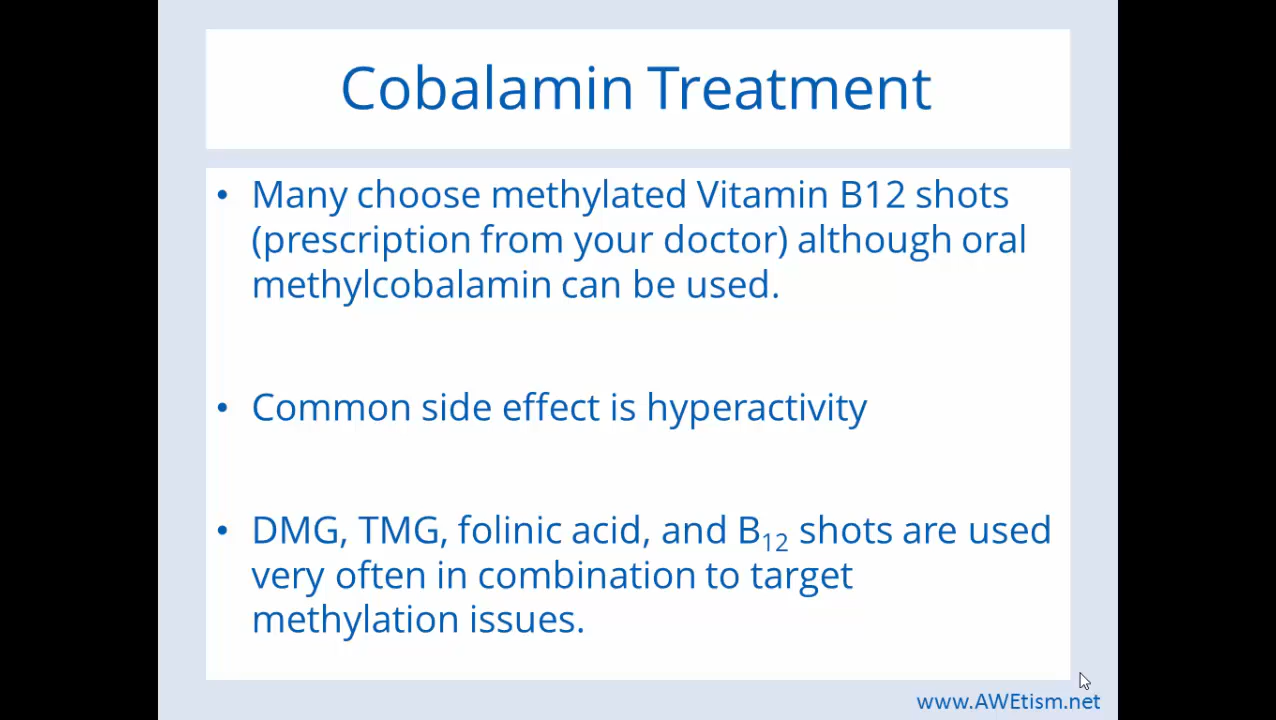 Cobalamin Treatment
• Many choose methylated Vitamin B12 shots
(prescription from your doctor) although oral
methylcobalamin can be used.
• Common side effect is hyperactivity
• DMG, TMG, folinic acid, and B₁₂ shots are used
very often in combination to target
methylation issues.
www.AWEtism.net